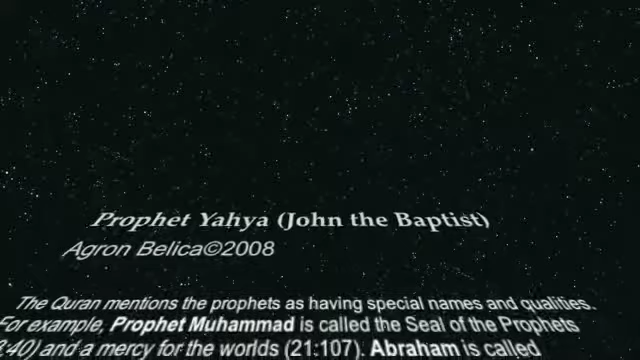 Prophet Yahya (John the Baptist)
Agron Belica©2008
The Quran mentions the prophets as having special names and qualities.
For example, Prophet Muhammad is called the Seal of the Prophets
:40) and a mercy for the worlds (21:107). Abraham is called